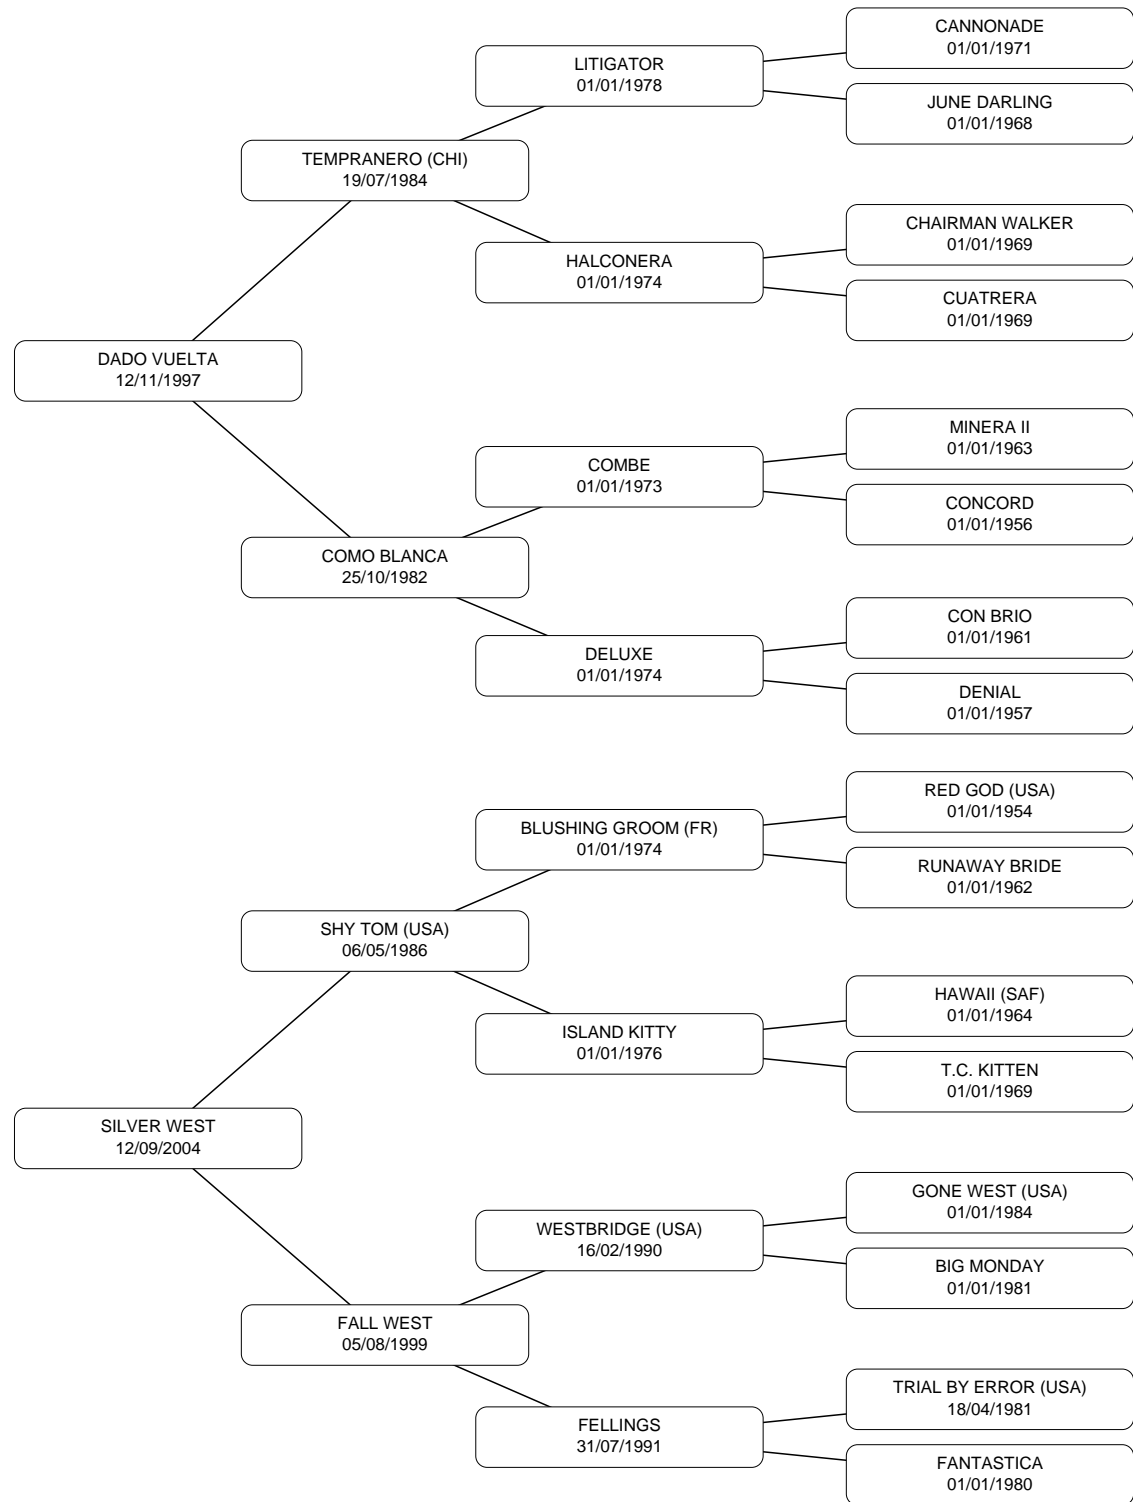 CANNONADE
01/01/1971
LITIGATOR
01/01/1978
JUNE DARLING
01/01/1968
TEMPRANERO (CHI)
19/07/1984
CHAIRMAN WALKER
01/01/1969
HALCONERA
01/01/1974
CUATRERA
01/01/1969
DADO VUELTA
12/11/1997
MINERA II
01/01/1963
COMBE
01/01/1973
CONCORD
01/01/1956
COMO BLANCA
25/10/1982
CON BRIO
01/01/1961
DELUXE
01/01/1974
DENIAL
01/01/1957
RED GOD (USA)
01/01/1954
BLUSHING GROOM (FR)
01/01/1974
RUNAWAY BRIDE
01/01/1962
SHY TOM (USA)
06/05/1986
HAWAII (SAF)
01/01/1964
ISLAND KITTY
01/01/1976
T.C. KITTEN
01/01/1969
SILVER WEST
12/09/2004
GONE WEST (USA)
01/01/1984
WESTBRIDGE (USA)
16/02/1990
BIG MONDAY
01/01/1981
FALL WEST
05/08/1999
TRIAL BY ERROR (USA)
18/04/1981
FELLINGS
31/07/1991
FANTASTICA
01/01/1980